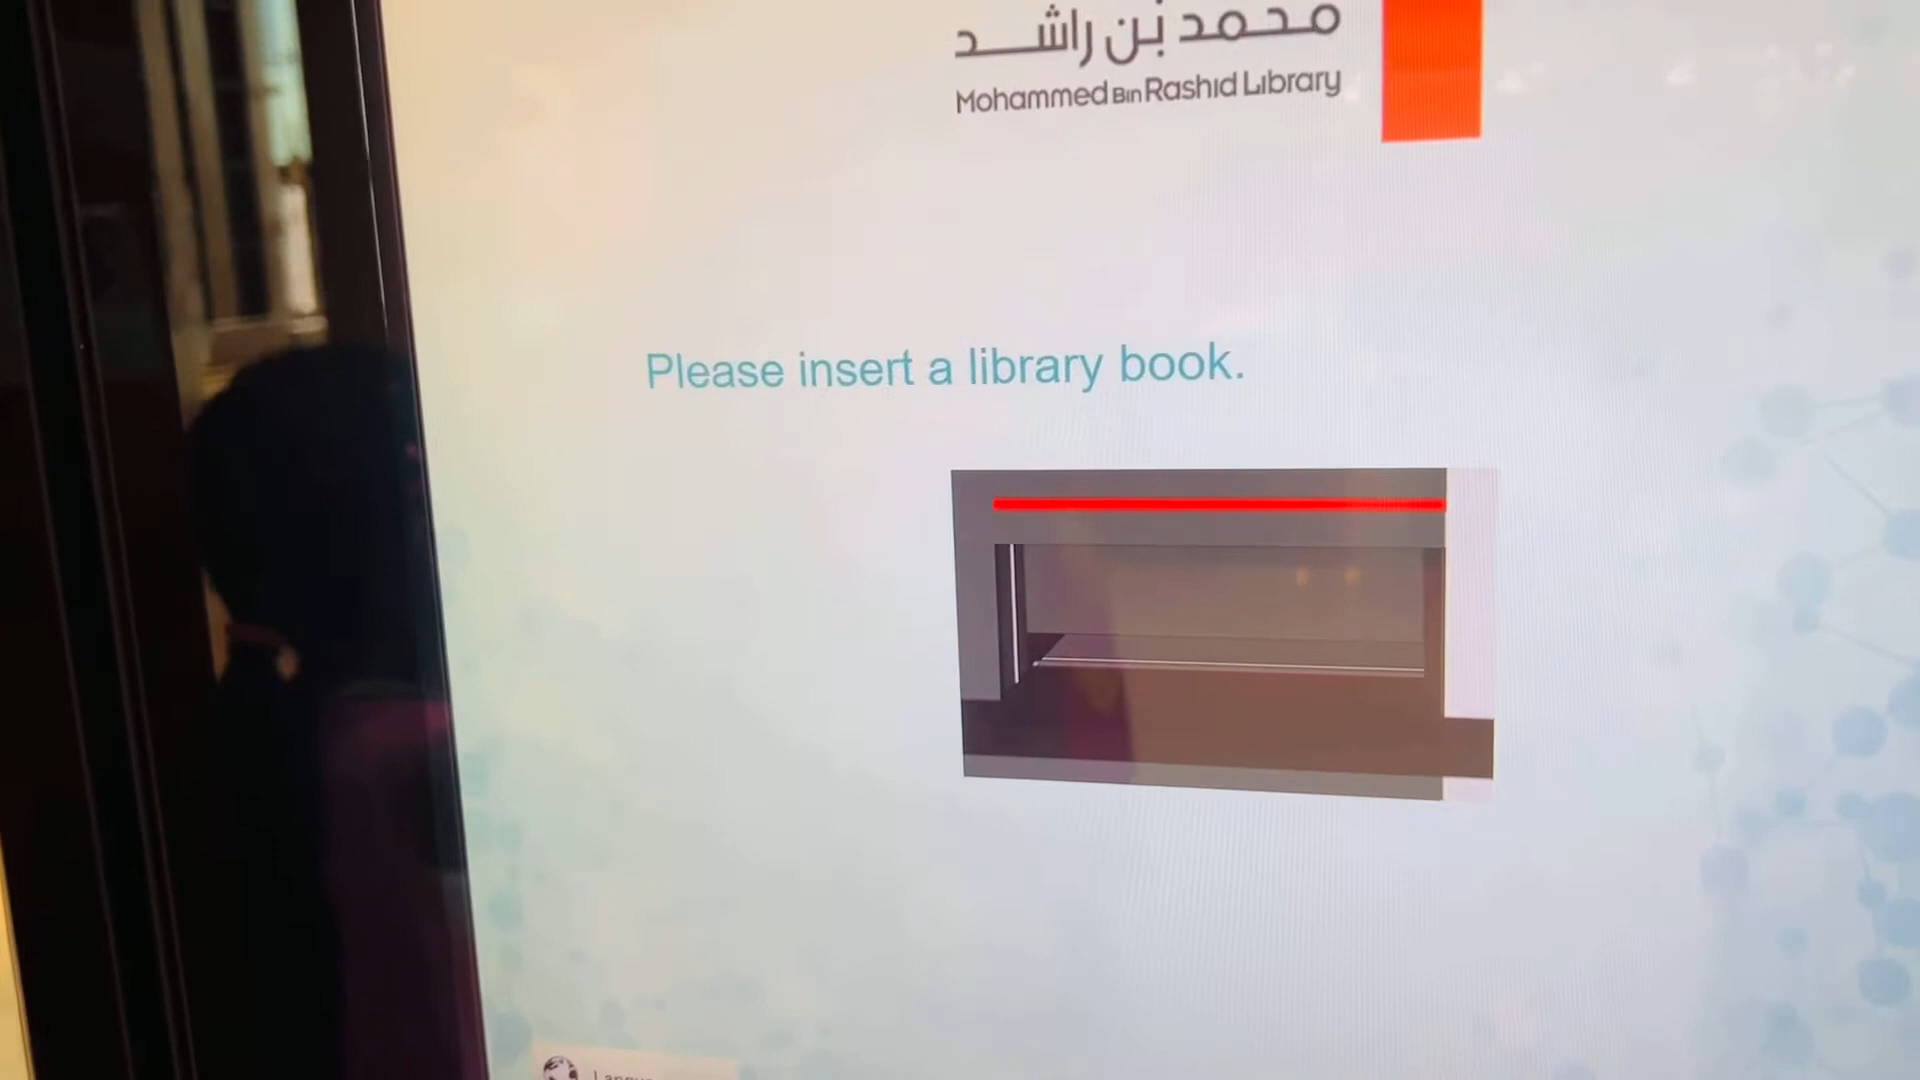 محمد بن راشد
Mohammed Bin Rashid Library
Please insert a library book.